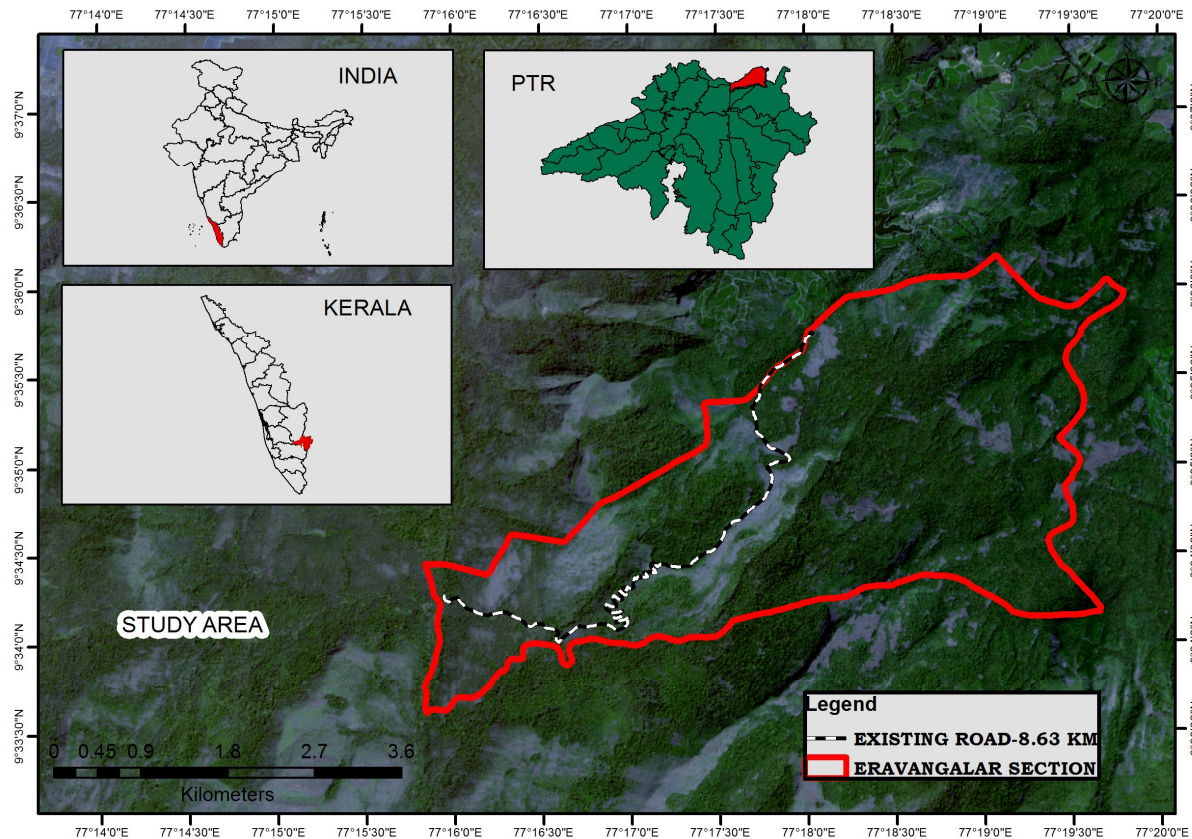 77°14'0"E 77°14'30"E 77°15'0"E 77°15'30"E 77°16'0"E 77°16'30"E 77°17'0"E 77°17'30"E 77°18'0"E 77°18'30"E 77°19'0"E 77°19'30"E 77°20'0"E
9°37'0"N
9°36'30"N
9°36'0"N
9°35'30"N
9°35'0"N
9°34'30"N
9°34'0"N
9°33'30"N
INDIA
PTR
KERALA
STUDY AREA
0 0.45 0.9 1.8 2.7 3.6
Kilometers
Legend
EXISTING ROAD-8.63 KM
ERAVANGALAR SECTION
77°14'0"E 77°14'30"E 77°15'0"E 77°15'30"E 77°16'0"E 77°16'30"E 77°17'0"E 77°17'30"E 77°18'0"E 77°18'30"E 77°19'0"E 77°19'30"E 77°20'0"E